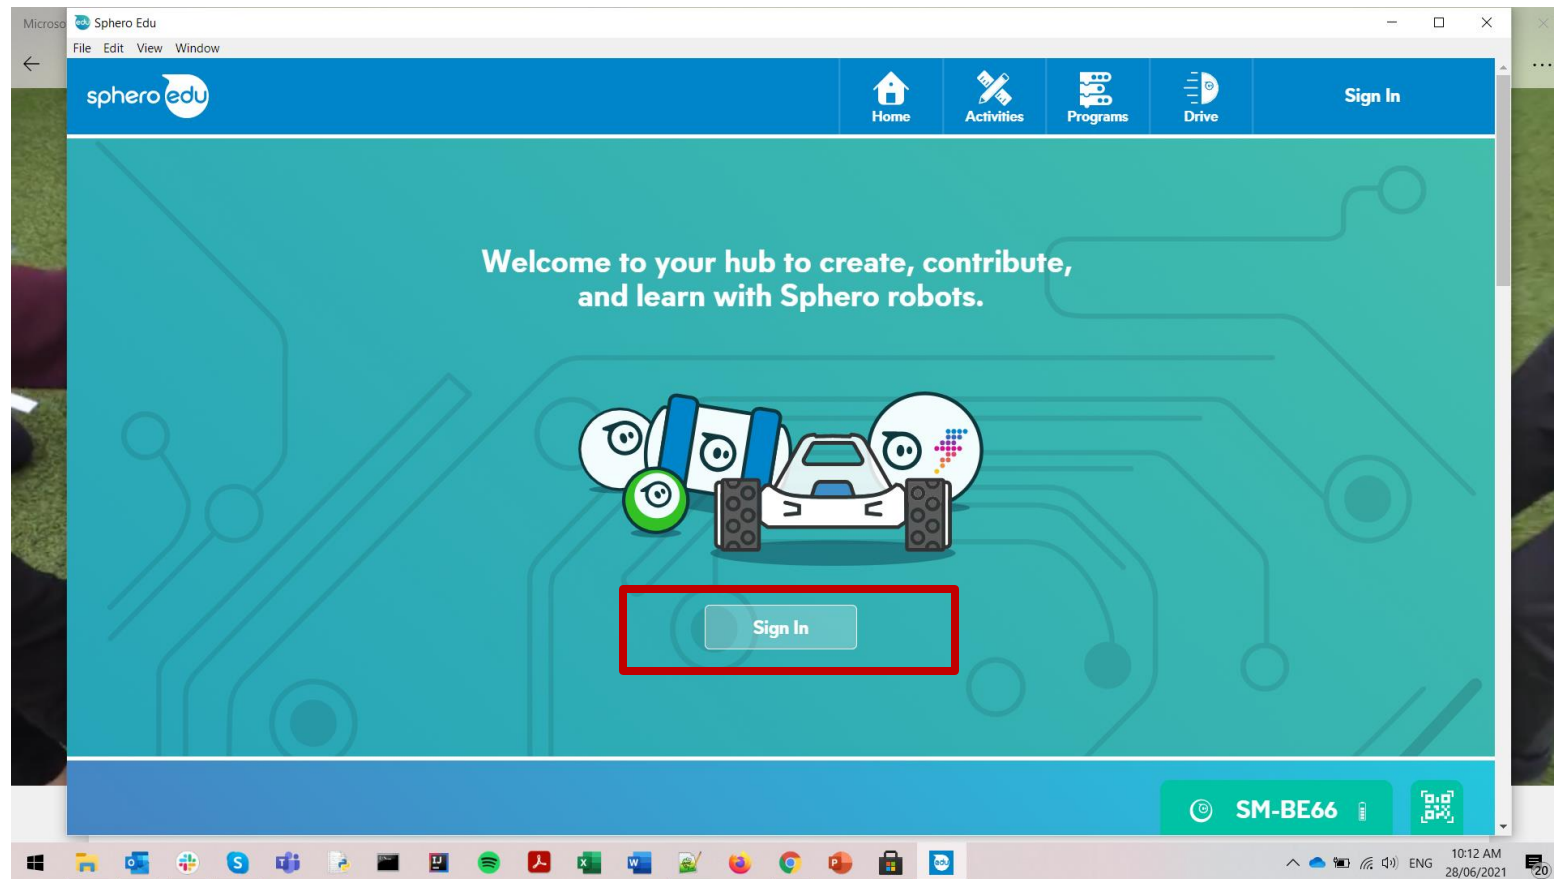 Microso
Sphero Edu
File Edit View Window
sphero edu
Home
Activities
Programs
Drive
Sign In
Welcome to your hub to create, contribute,
and learn with Sphero robots.
Sign In
SM-BE66
edu
ENG
10:12 AM
28/06/2021
20